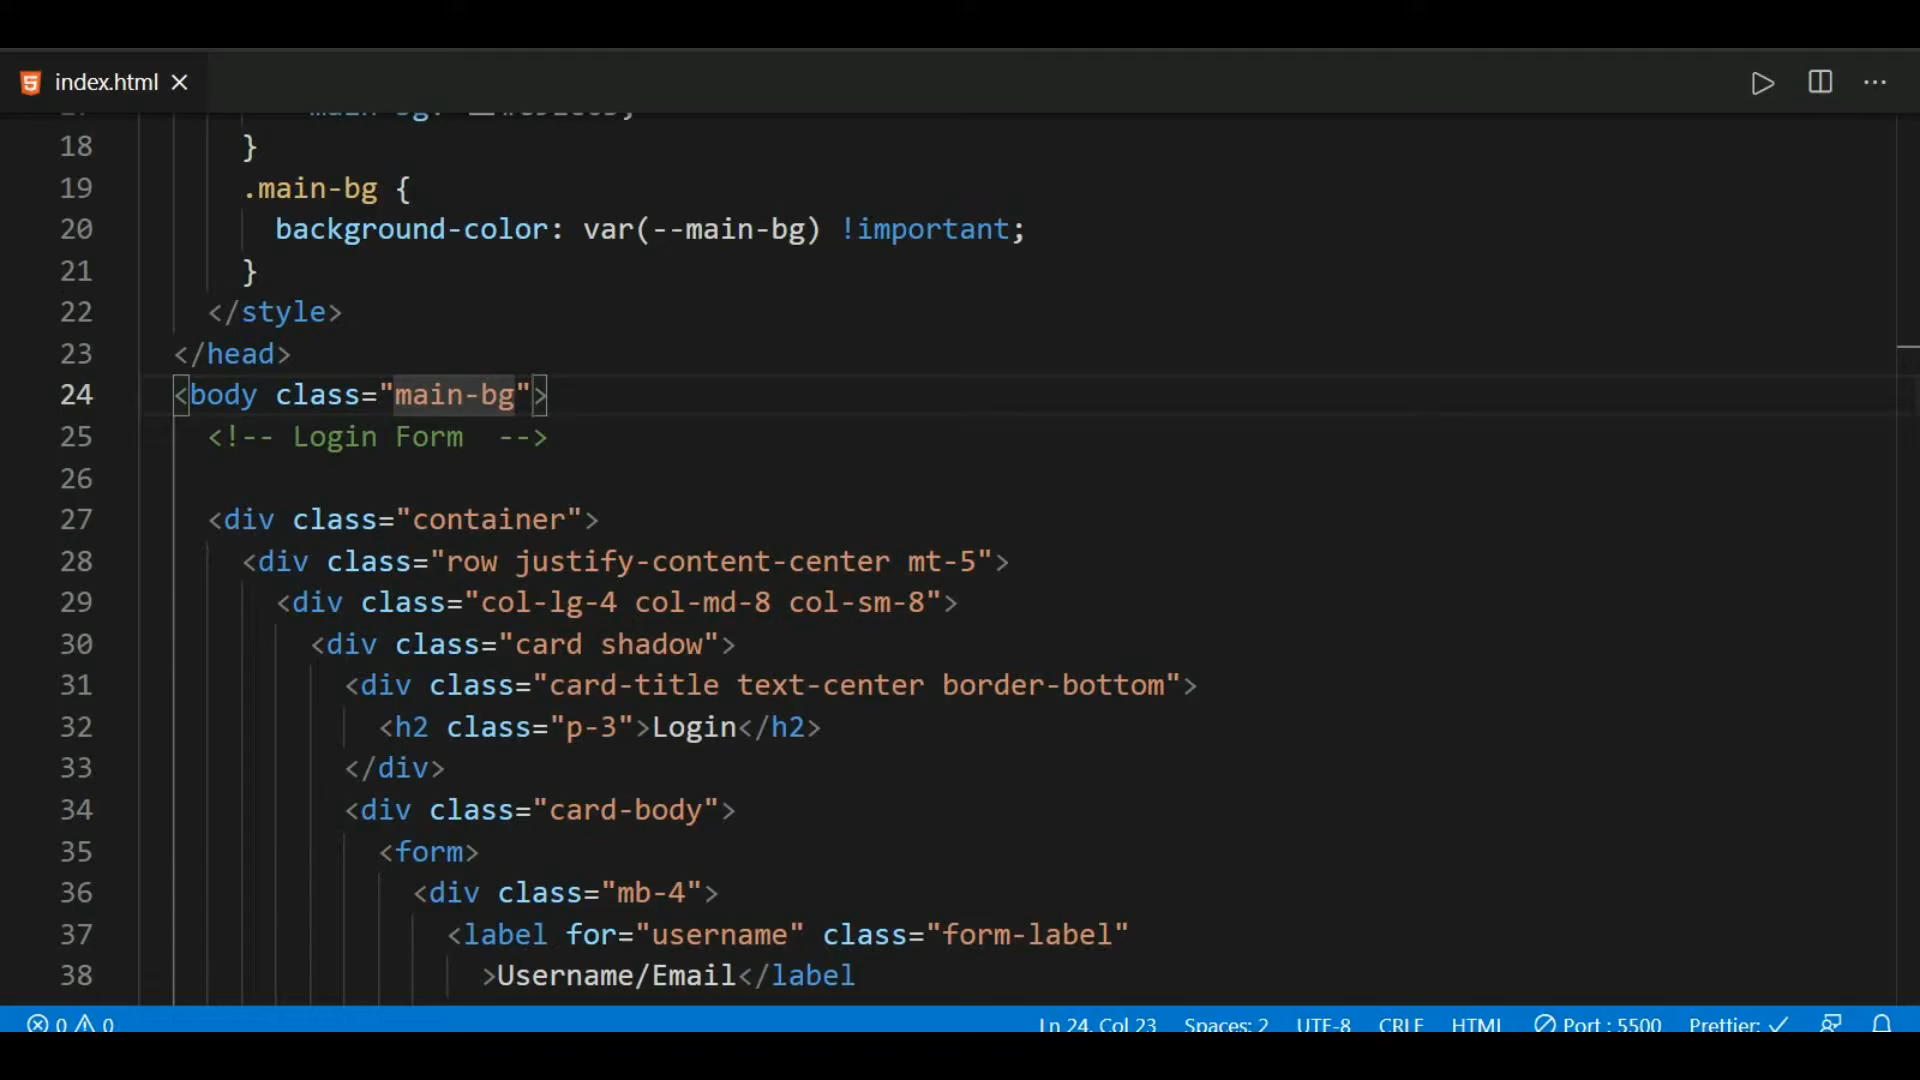 index.html
18 }
19 .main-bg {
20 background-color: var(--main-bg) !important;
21 }
22 </style>
23 </head>
24 <body class="main-bg">
25 <!-- Login Form  -->
26
27 <div class="container">
28 <div class="row justify-content-center mt-5">
29 <div class="col-lg-4 col-md-8 col-sm-8">
30 <div class="card shadow">
31 <div class="card-title text-center border-bottom">
32 <h2 class="p-3">Login</h2>
33 </div>
34 <div class="card-body">
35 <form>
36 <div class="mb-4">
37 <label for="username" class="form-label"
38 >Username/Email</label
0 0 Ln 24, Col 23 Spaces: 2 UTF-8 CRLF HTML Port : 5500 Prettier: ✓